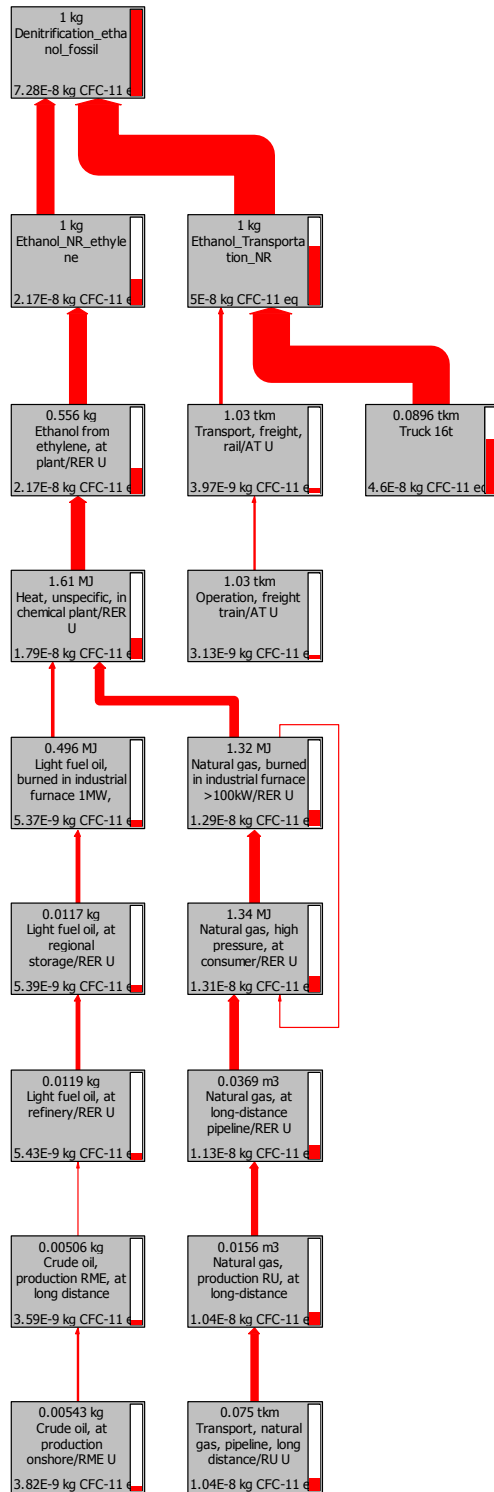 1 kg
Denitrification_etha
nol_fossil
7.28E-8 kg CFC-11 e
1 kg
Ethanol_NR_ethyle
ne
2.17E-8 kg CFC-11 e
1 kg
Ethanol_Transporta
tion_NR
5E-8 kg CFC-11 eq
0.556 kg
Ethanol from
ethylene, at
plant/RER U
2.17E-8 kg CFC-11 e
1.03 tkm
Transport, freight,
rail/AT U
3.97E-9 kg CFC-11 e
0.0896 tkm
Truck 16t
4.6E-8 kg CFC-11 eq
1.61 MJ
Heat, unspecific, in
chemical plant/RER
U
1.79E-8 kg CFC-11 e
1.03 tkm
Operation, freight
train/AT U
3.13E-9 kg CFC-11 e
0.496 MJ
Light fuel oil,
burned in industrial
furnace 1MW,
5.37E-9 kg CFC-11 e
1.32 MJ
Natural gas, burned
in industrial furnace
>100kW/RER U
1.29E-8 kg CFC-11 e
0.0117 kg
Light fuel oil, at
regional
storage/RER U
5.39E-9 kg CFC-11 e
1.34 MJ
Natural gas, high
pressure, at
consumer/RER U
1.31E-8 kg CFC-11 e
0.0119 kg
Light fuel oil, at
refinery/RER U
5.43E-9 kg CFC-11 e
0.0369 m3
Natural gas, at
long-distance
pipeline/RER U
1.13E-8 kg CFC-11 e
0.00506 kg
Crude oil,
production RME, at
long distance
3.59E-9 kg CFC-11 e
0.0156 m3
Natural gas,
production RU, at
long-distance
1.04E-8 kg CFC-11 e
0.00543 kg
Crude oil, at
production
onshore/RME U
3.82E-9 kg CFC-11 e
0.075 tkm
Transport, natural
gas, pipeline, long
distance/RU U
1.04E-8 kg CFC-11 e